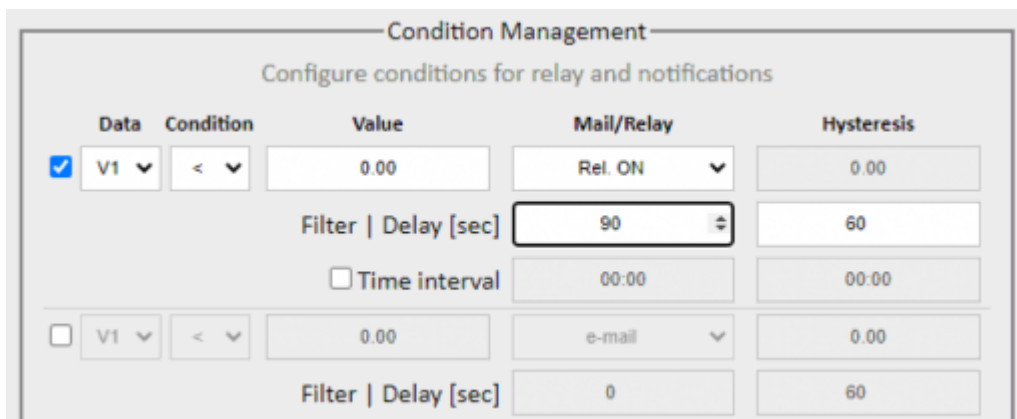 Condition Management
Configure conditions for relay and notifications
Data Condition Value Mail/Relay Hysteresis
V1 < 0.00 Rel. ON 0.00
Filter | Delay [sec] 90 60
Time interval 00:00 00:00
V1 < 0.00 e-mail 0.00
Filter | Delay [sec] 0 60